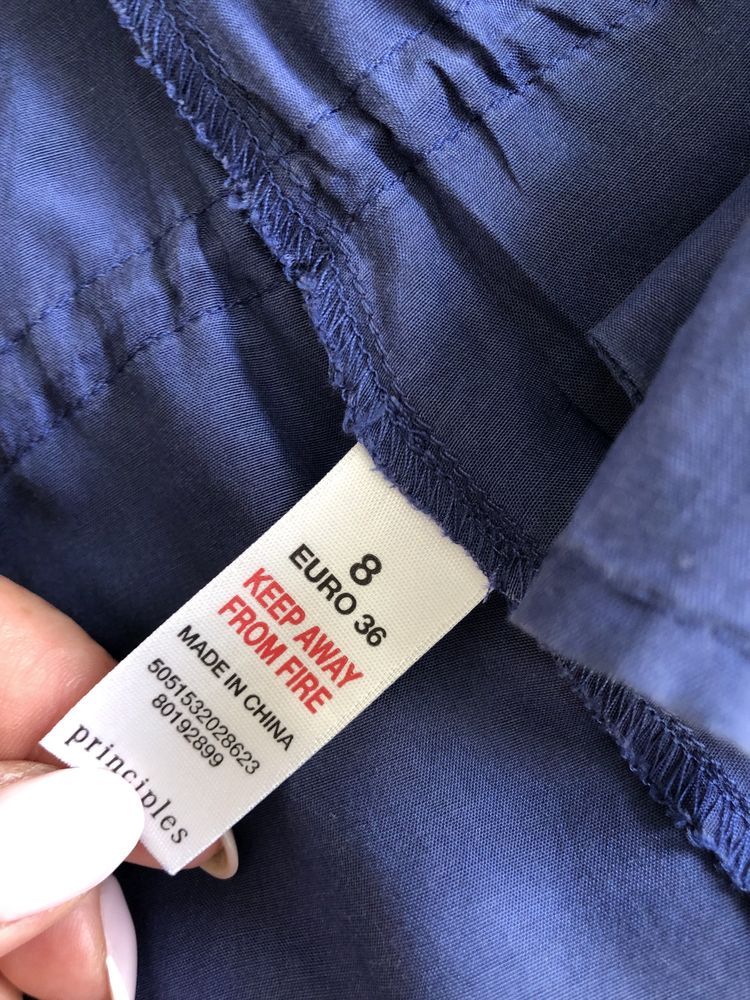 8
EURO 36
KEEP AWAY
FROM FIRE
MADE IN CHINA
5051532028623
80192899
principles